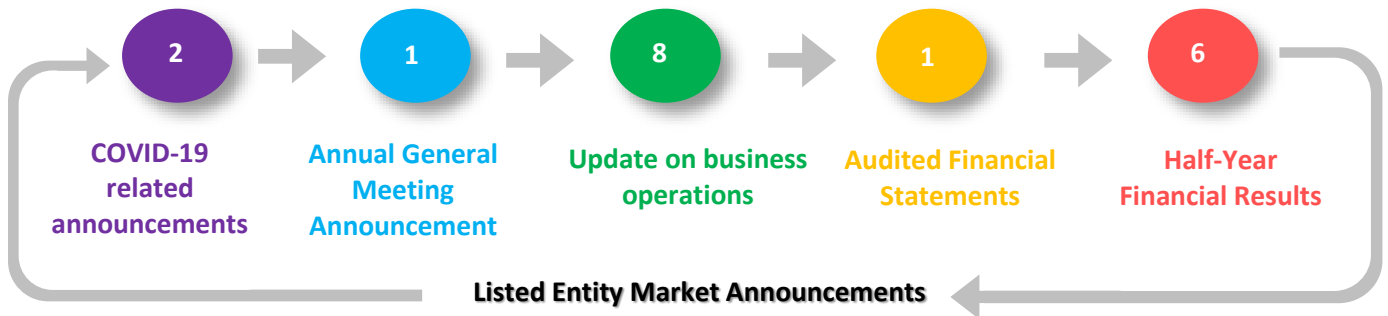 2
1
8
1
6
COVID-19
related
announcements
Annual General
Meeting
Announcement
Update on business
operations
Audited Financial
Statements
Half-Year
Financial Results
Listed Entity Market Announcements